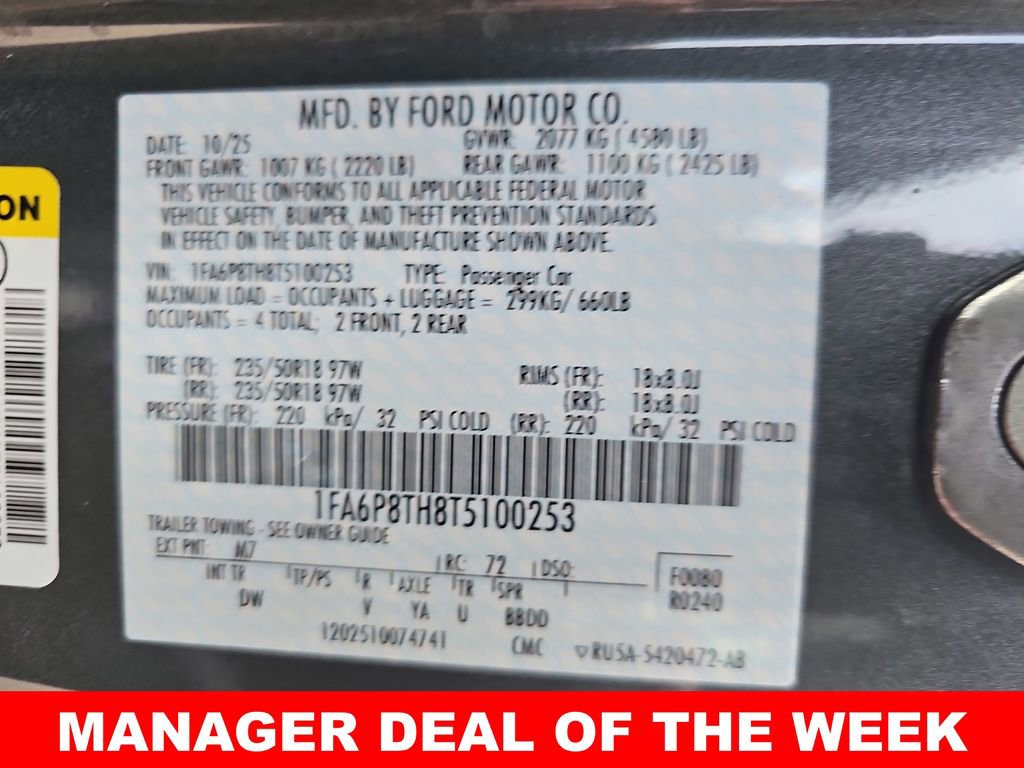 MFD. BY FORD MOTOR CO.
DATE: 10/25 GVWR: 2077 KG ( 4580 LB)
FRONT GAWR: 1007 KG ( 2220 LB) REAR GAWR: 1100 KG ( 2425 LB)
THIS VEHICLE CONFORMS TO ALL APPLICABLE FEDERAL MOTOR
VEHICLE SAFETY, BUMPER, AND THEFT PREVENTION STANDARDS
IN EFFECT ON THE DATE OF MANUFACTURE SHOWN ABOVE.
VIN: 1FA6P8TH8T5100253 TYPE: Passenger Car
MAXIMUM LOAD = OCCUPANTS + LUGGAGE = 299KG/ 660LB
OCCUPANTS = 4 TOTAL; 2 FRONT, 2 REAR
TIRE (FR): 235/50R18 97W RIMS (FR): 18x8.0J
(RR): 235/50R18 97W (RR): 18x8.0J
PRESSURE (FR): 220 kPa/ 32 PSI COLD (RR): 220 kPa/ 32 PSI COLD
1FA6P8TH8T5100253
TRAILER TOWING - SEE OWNER GUIDE
EXT PNT: M7 RC: 72 DSO:
INT TR TP/PS R AXLE TR SPR F0080
DW V YA U BBDD R0240
1202510074741 CMC ▽RU5A-5420472-AB
ON
MANAGER DEAL OF THE WEEK